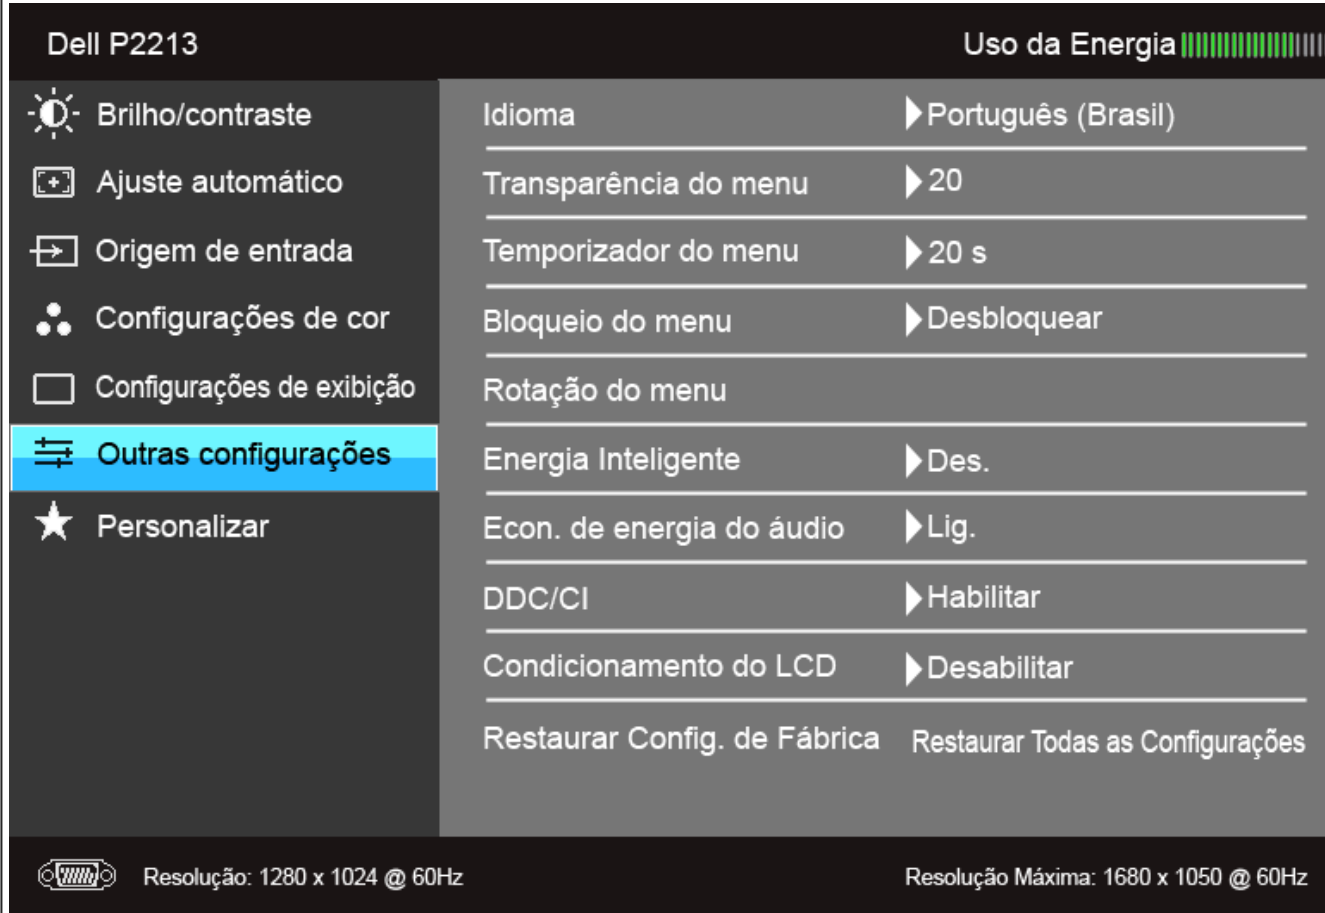 Dell P2213
Uso da Energia
Brilho/contraste
Ajuste automático
Origem de entrada
Configurações de cor
Configurações de exibição
Outras configurações
Personalizar
Idioma Português (Brasil)
Transparência do menu 20
Temporizador do menu 20 s
Bloqueio do menu Desbloquear
Rotação do menu
Energia Inteligente Des.
Econ. de energia do áudio Lig.
DDC/CI Habilitar
Condicionamento do LCD Desabilitar
Restaurar Config. de Fábrica Restaurar Todas as Configurações
Resolução: 1280 x 1024 @ 60Hz
Resolução Máxima: 1680 x 1050 @ 60Hz